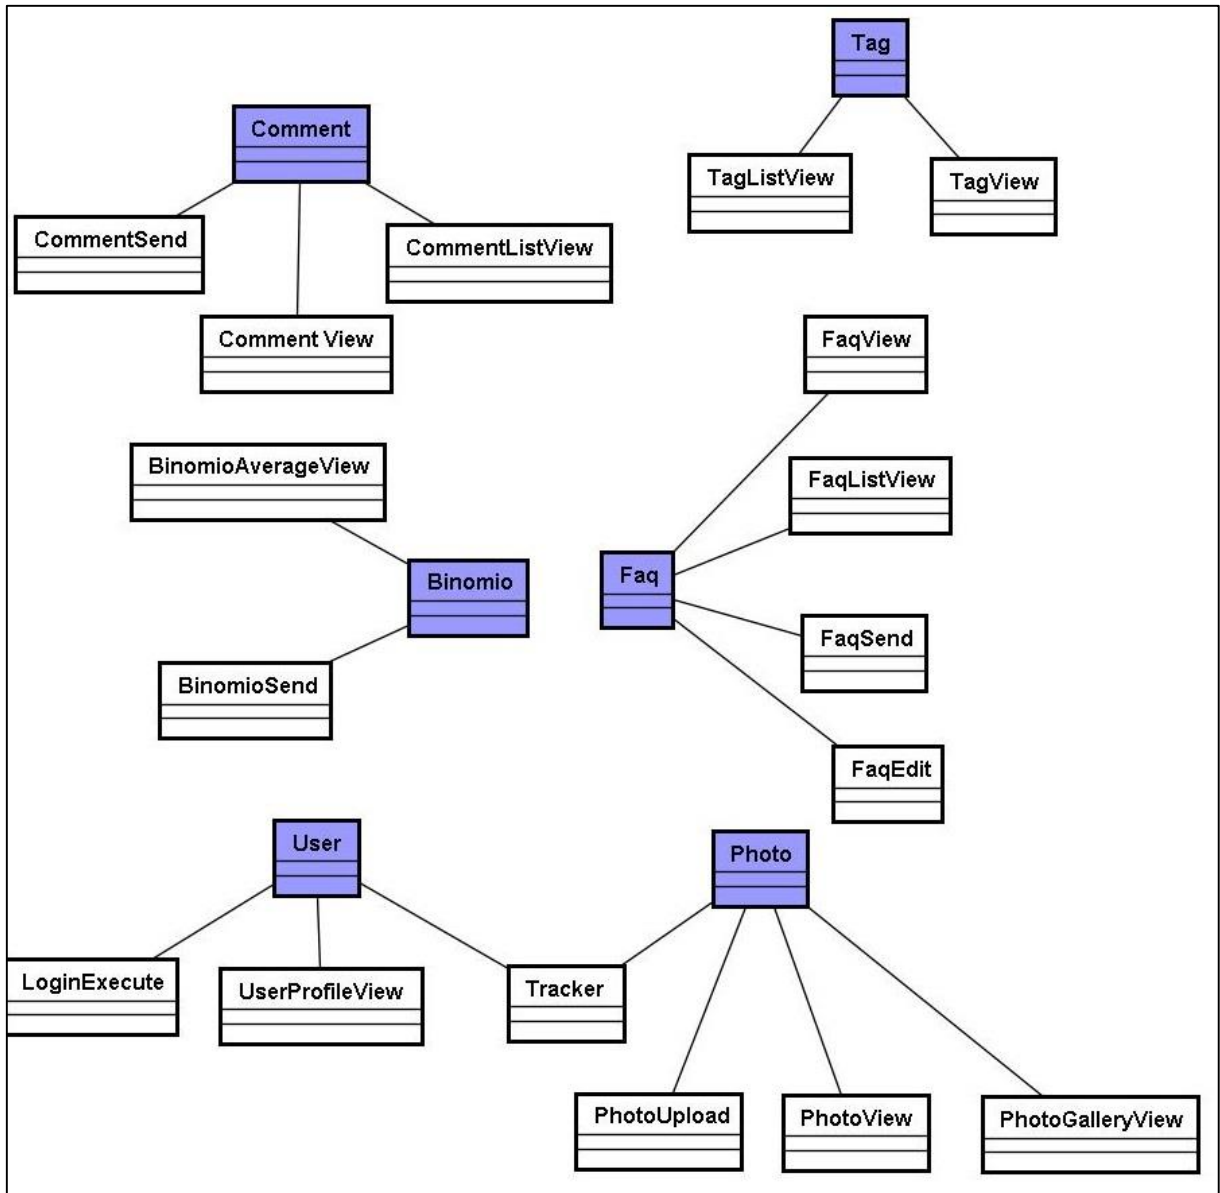 Tag
Comment
TagListView
TagView
CommentSend
CommentListView
Comment View
FaqView
BinomioAverageView
FaqListView
Binomio
Faq
FaqSend
BinomioSend
FaqEdit
User
Photo
LoginExecute
UserProfileView
Tracker
PhotoUpload
PhotoView
PhotoGalleryView